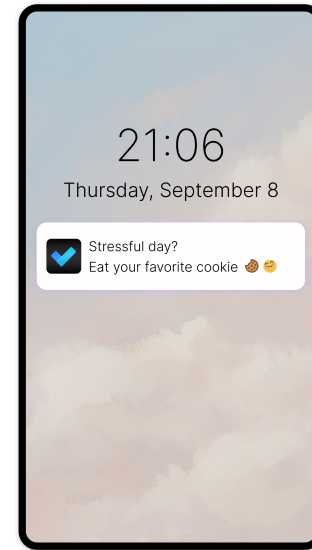 21:06
Thursday, September 8
Stressful day?
Eat your favorite cookie 🍪 🤔